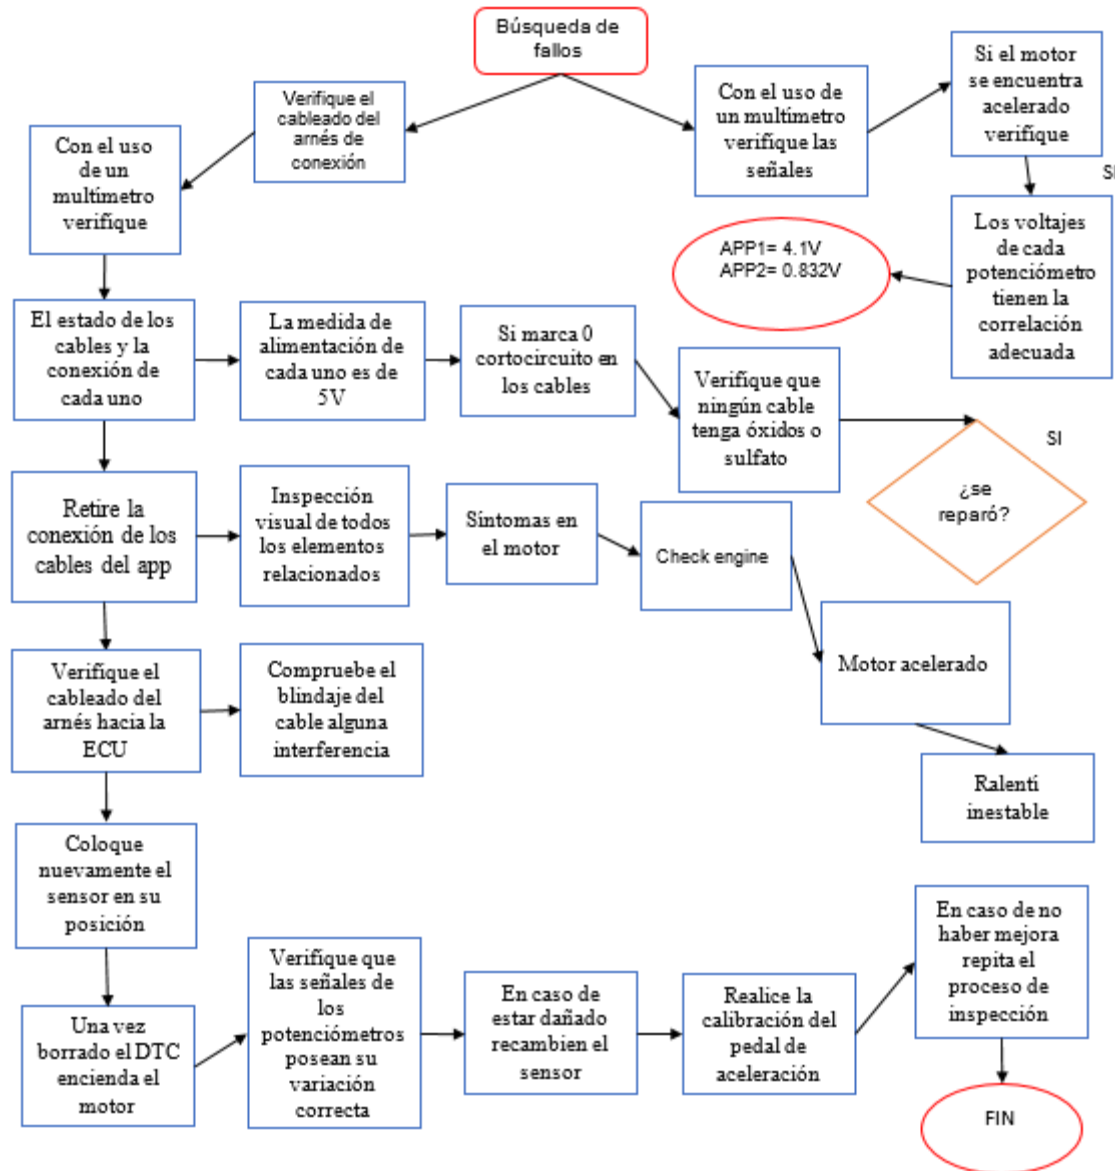 Búsqueda de
fallos
Verifique el
cableado del
arnés de
conexión
Con el uso de
un multímetro
verifique las
señales
Si el motor
se encuentra
acelerado
verifique
SI
Con el uso
de un
multímetro
verifique
Los voltajes
de cada
potenciómetro
tienen la
correlación
adecuada
APP1= 4.1V
APP2= 0.832V
El estado de los
cables y la
conexión de
cada uno
La medida de
alimentación de
cada uno es de
5V
Si marca 0
cortocircuito en
los cables
Verifique que
ningún cable
tenga óxidos o
sulfato
SI
¿se
reparó?
Retire la
conexión de los
cables del app
Inspección
visual de todos
los elementos
relacionados
Síntomas en
el motor
Check engine
Motor acelerado
Ralentí
inestable
Verifique el
cableado del
arnés hacia la
ECU
Compruebe el
blindaje del
cable alguna
interferencia
Coloque
nuevamente el
sensor en su
posición
Una vez
borrado el DTC
encienda el
motor
Verifique que
las señales de
los
potenciómetros
posean su
variación
correcta
En caso de
estar dañado
recambien el
sensor
Realice la
calibración del
pedal de
aceleración
En caso de no
haber mejora
repita el
proceso de
inspección
FIN